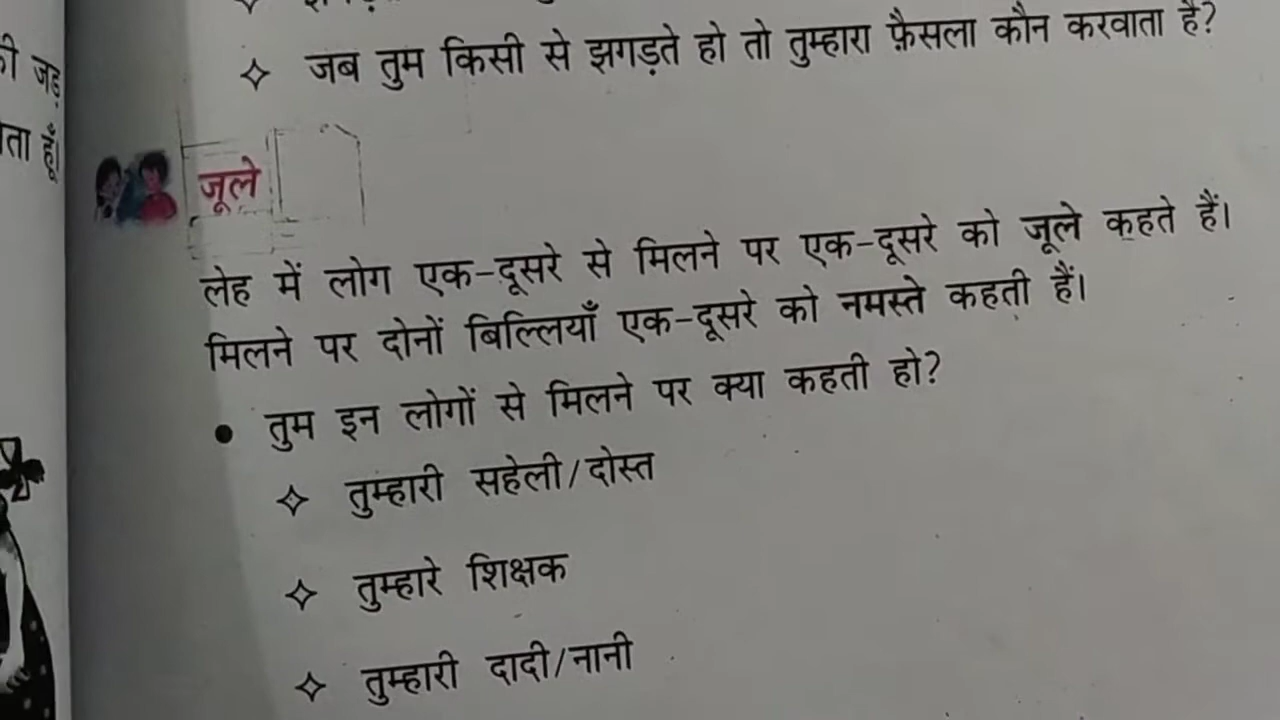 जब तुम किसी से झगड़ते हो तो तुम्हारा फ़ैसला कौन करवाता है?
जूले
लेह में लोग एक-दूसरे से मिलने पर एक-दूसरे को जूले कहते हैं।
मिलने पर दोनों बिल्लियाँ एक-दूसरे को नमस्ते कहती हैं।
तुम इन लोगों से मिलने पर क्या कहती हो?
तुम्हारी सहेली/दोस्त
तुम्हारे शिक्षक
तुम्हारी दादी/नानी